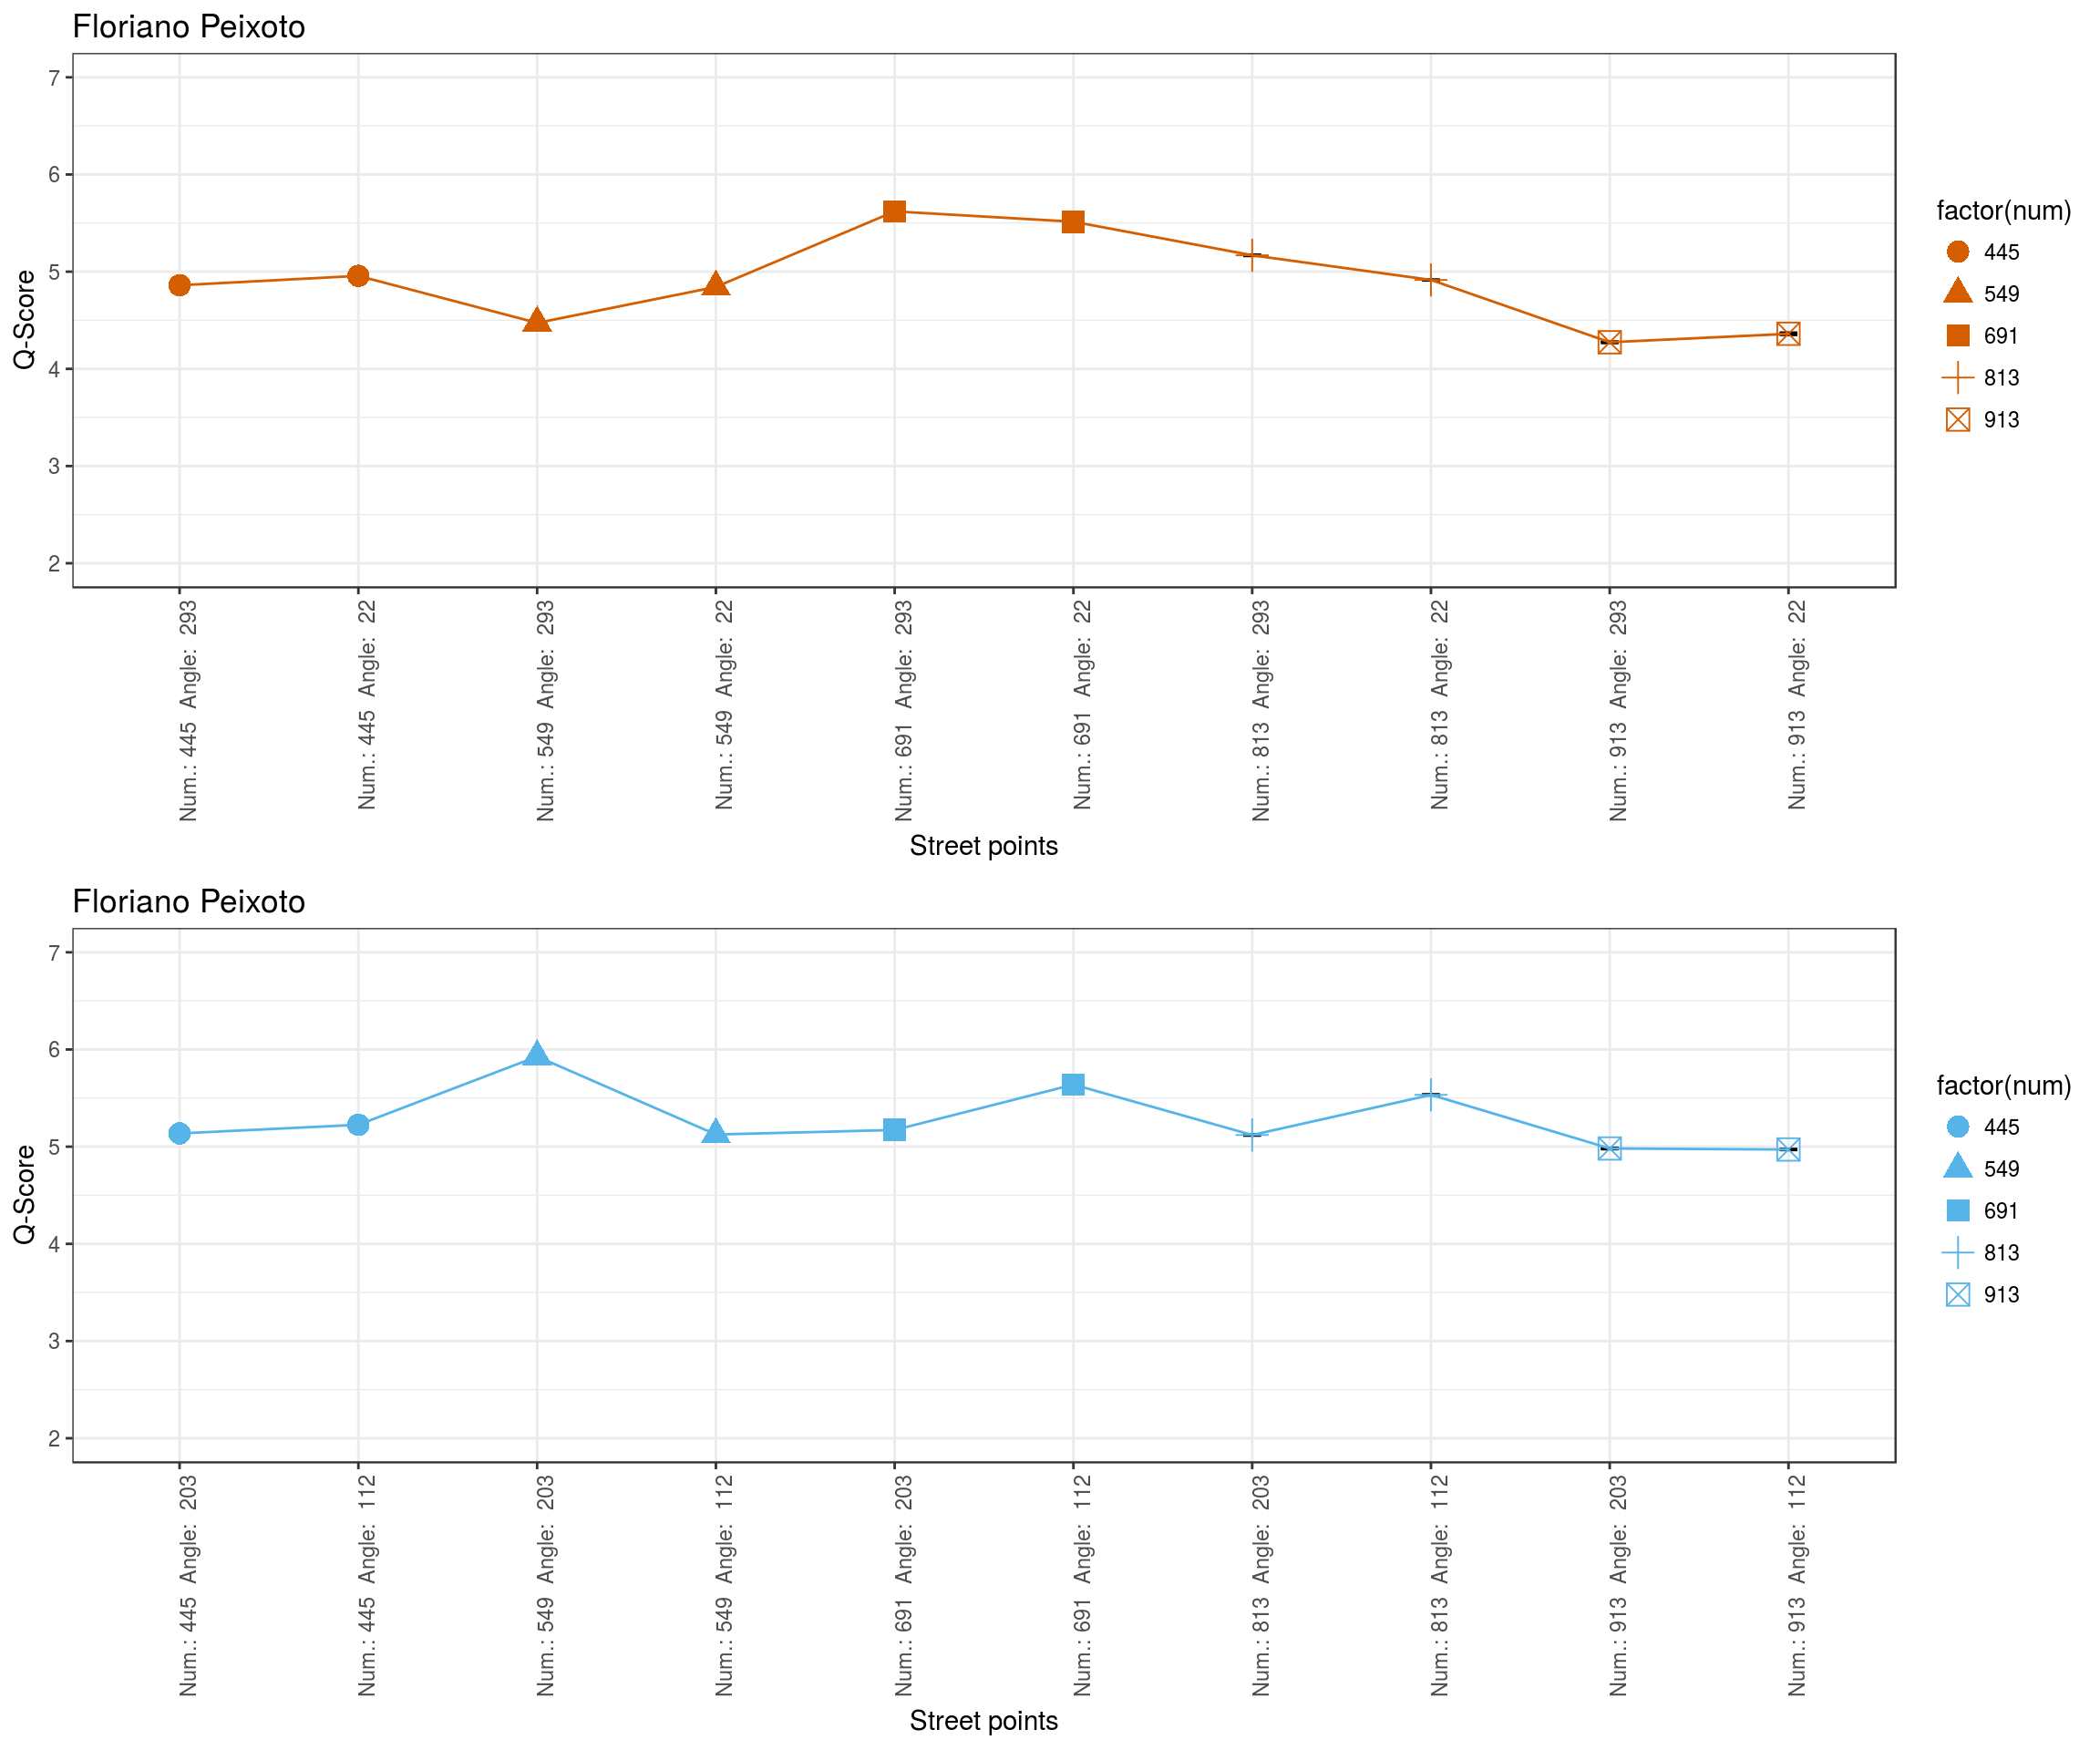 Floriano Peixoto
7
6
5
4
3
2
Q-Score
Num.: 445 Angle: 293
Num.: 445 Angle: 22
Num.: 549 Angle: 293
Num.: 549 Angle: 22
Num.: 691 Angle: 293
Num.: 691 Angle: 22
Num.: 813 Angle: 293
Num.: 813 Angle: 22
Num.: 913 Angle: 293
Num.: 913 Angle: 22
Street points
factor(num)
445
549
691
813
913
Floriano Peixoto
7
6
5
4
3
2
Q-Score
Num.: 445 Angle: 203
Num.: 445 Angle: 112
Num.: 549 Angle: 203
Num.: 549 Angle: 112
Num.: 691 Angle: 203
Num.: 691 Angle: 112
Num.: 813 Angle: 203
Num.: 813 Angle: 112
Num.: 913 Angle: 203
Num.: 913 Angle: 112
Street points
factor(num)
445
549
691
813
913